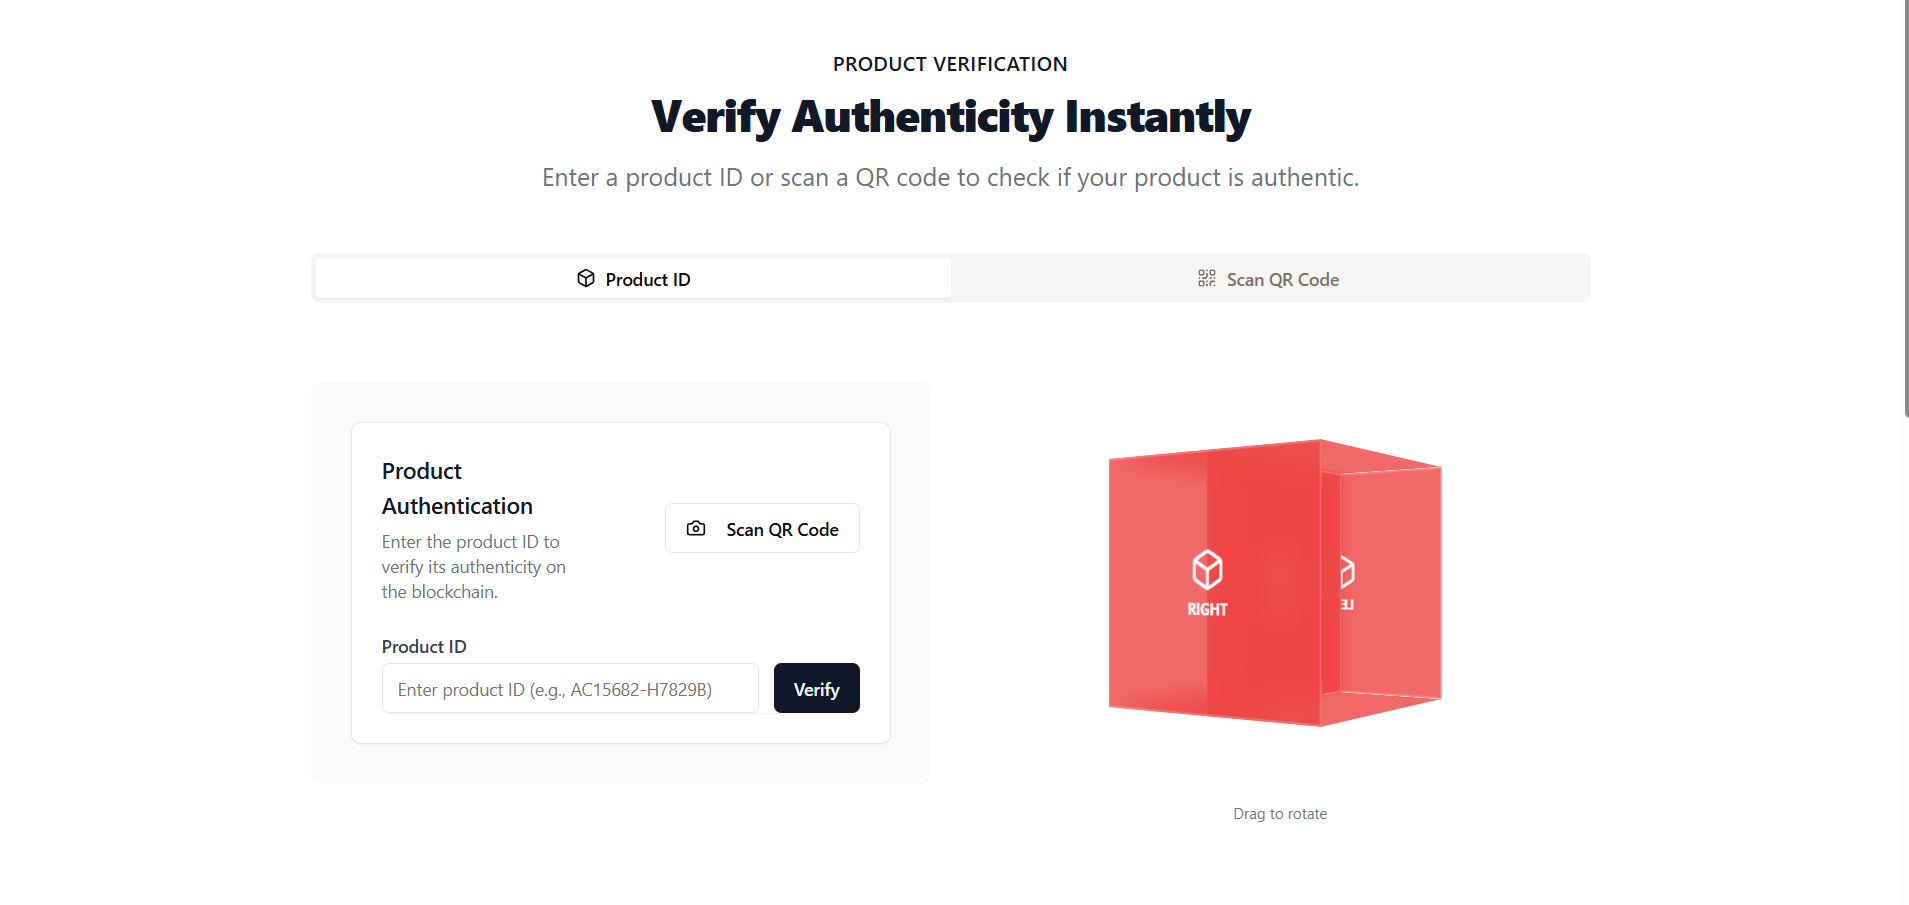 PRODUCT VERIFICATION
Verify Authenticity Instantly
Enter a product ID or scan a QR code to check if your product is authentic.
Product ID
Scan QR Code
Product
Authentication
Enter the product ID to
verify its authenticity on
the blockchain.
Scan QR Code
Product ID
Enter product ID (e.g., AC15682-H7829B)
Verify
RIGHT
Drag to rotate